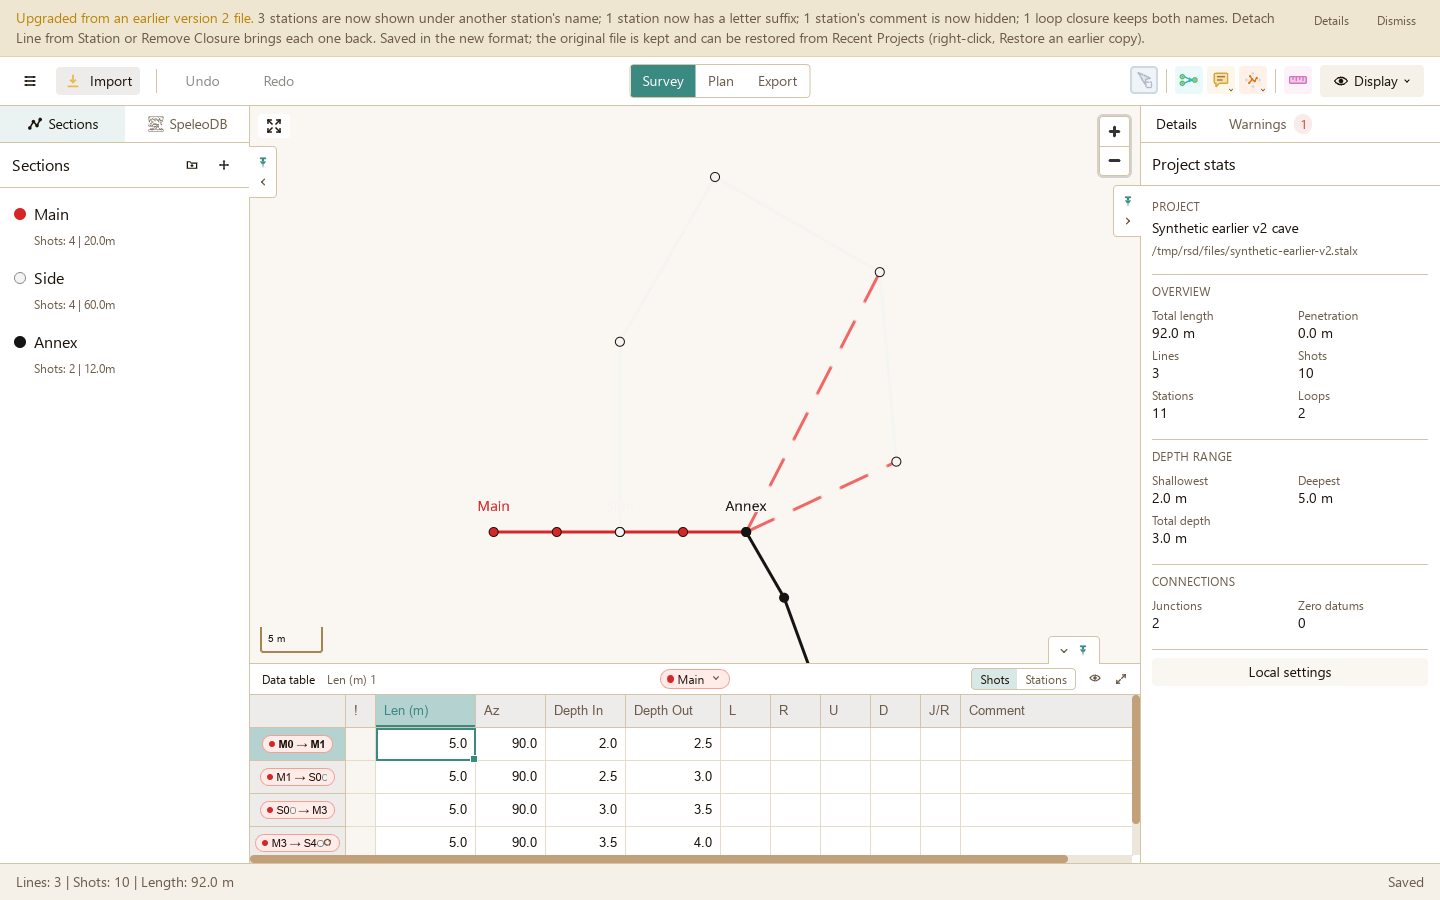 Upgraded from an earlier version 2 file. 3 stations are now shown under another station's name; 1 station now has a letter suffix; 1 station's comment is now hidden; 1 loop closure keeps both names. Detach
Line from Station or Remove Closure brings each one back. Saved in the new format; the original file is kept and can be restored from Recent Projects (right-click, Restore an earlier copy).
Details
Dismiss
Import
Undo
Redo
Survey
Plan
Export
Display
Sections
SpeleoDB
Sections
Main
Shots: 4 | 20.0m
Side
Shots: 4 | 60.0m
Annex
Shots: 2 | 12.0m
+
−
Main
Annex
5 m
Details
Warnings 1
Project stats
PROJECT
Synthetic earlier v2 cave
/tmp/rsd/files/synthetic-earlier-v2.stalx
OVERVIEW
Total length Penetration
92.0 m 0.0 m
Lines Shots
3 10
Stations Loops
11 2
DEPTH RANGE
Shallowest Deepest
2.0 m 5.0 m
Total depth
3.0 m
CONNECTIONS
Junctions Zero datums
2 0
Local settings
Data table Len (m) 1
Main
Shots Stations
! Len (m) Az Depth In Depth Out L R U D J/R Comment
M0 → M1 5.0 90.0 2.0 2.5
M1 → S0 5.0 90.0 2.5 3.0
S0 → M3 5.0 90.0 3.0 3.5
M3 → S4 5.0 90.0 3.5 4.0
Lines: 3 | Shots: 10 | Length: 92.0 m
Saved